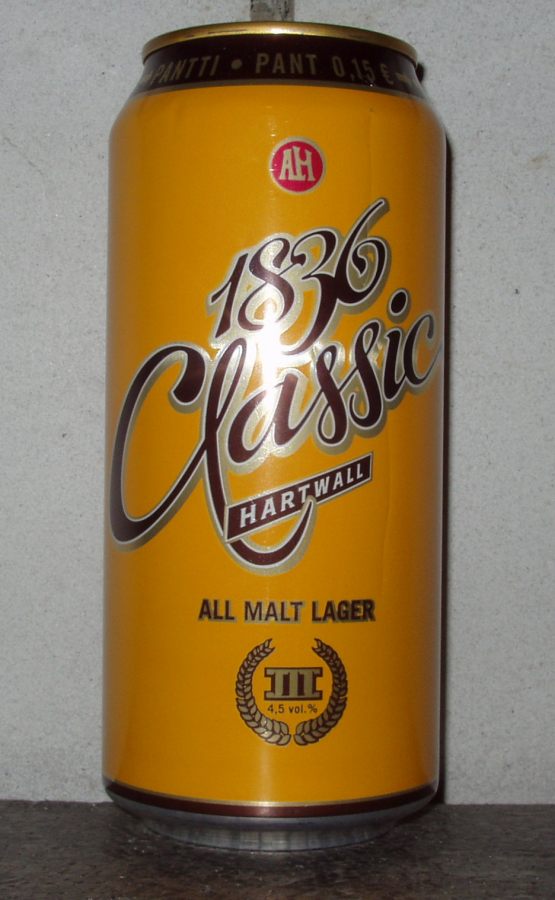 PANTTI • PANT 0,15 €
AH
1836
Classic
HARTWALL
ALL MALT LAGER
III
4,5 vol.%